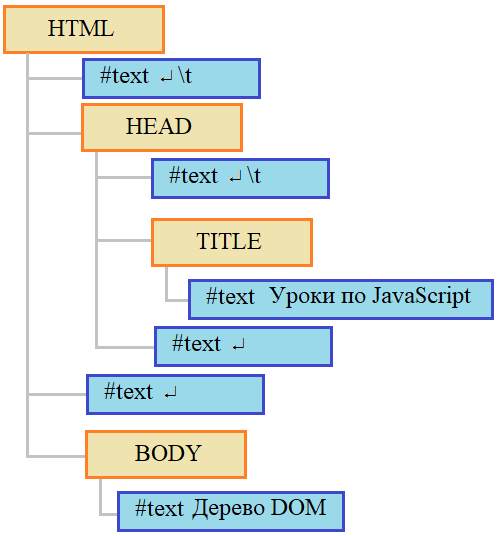 HTML
#text ↵ \t
HEAD
#text ↵ \t
TITLE
#text Уроки по JavaScript
#text ↵
#text ↵
BODY
#text Дерево DOM